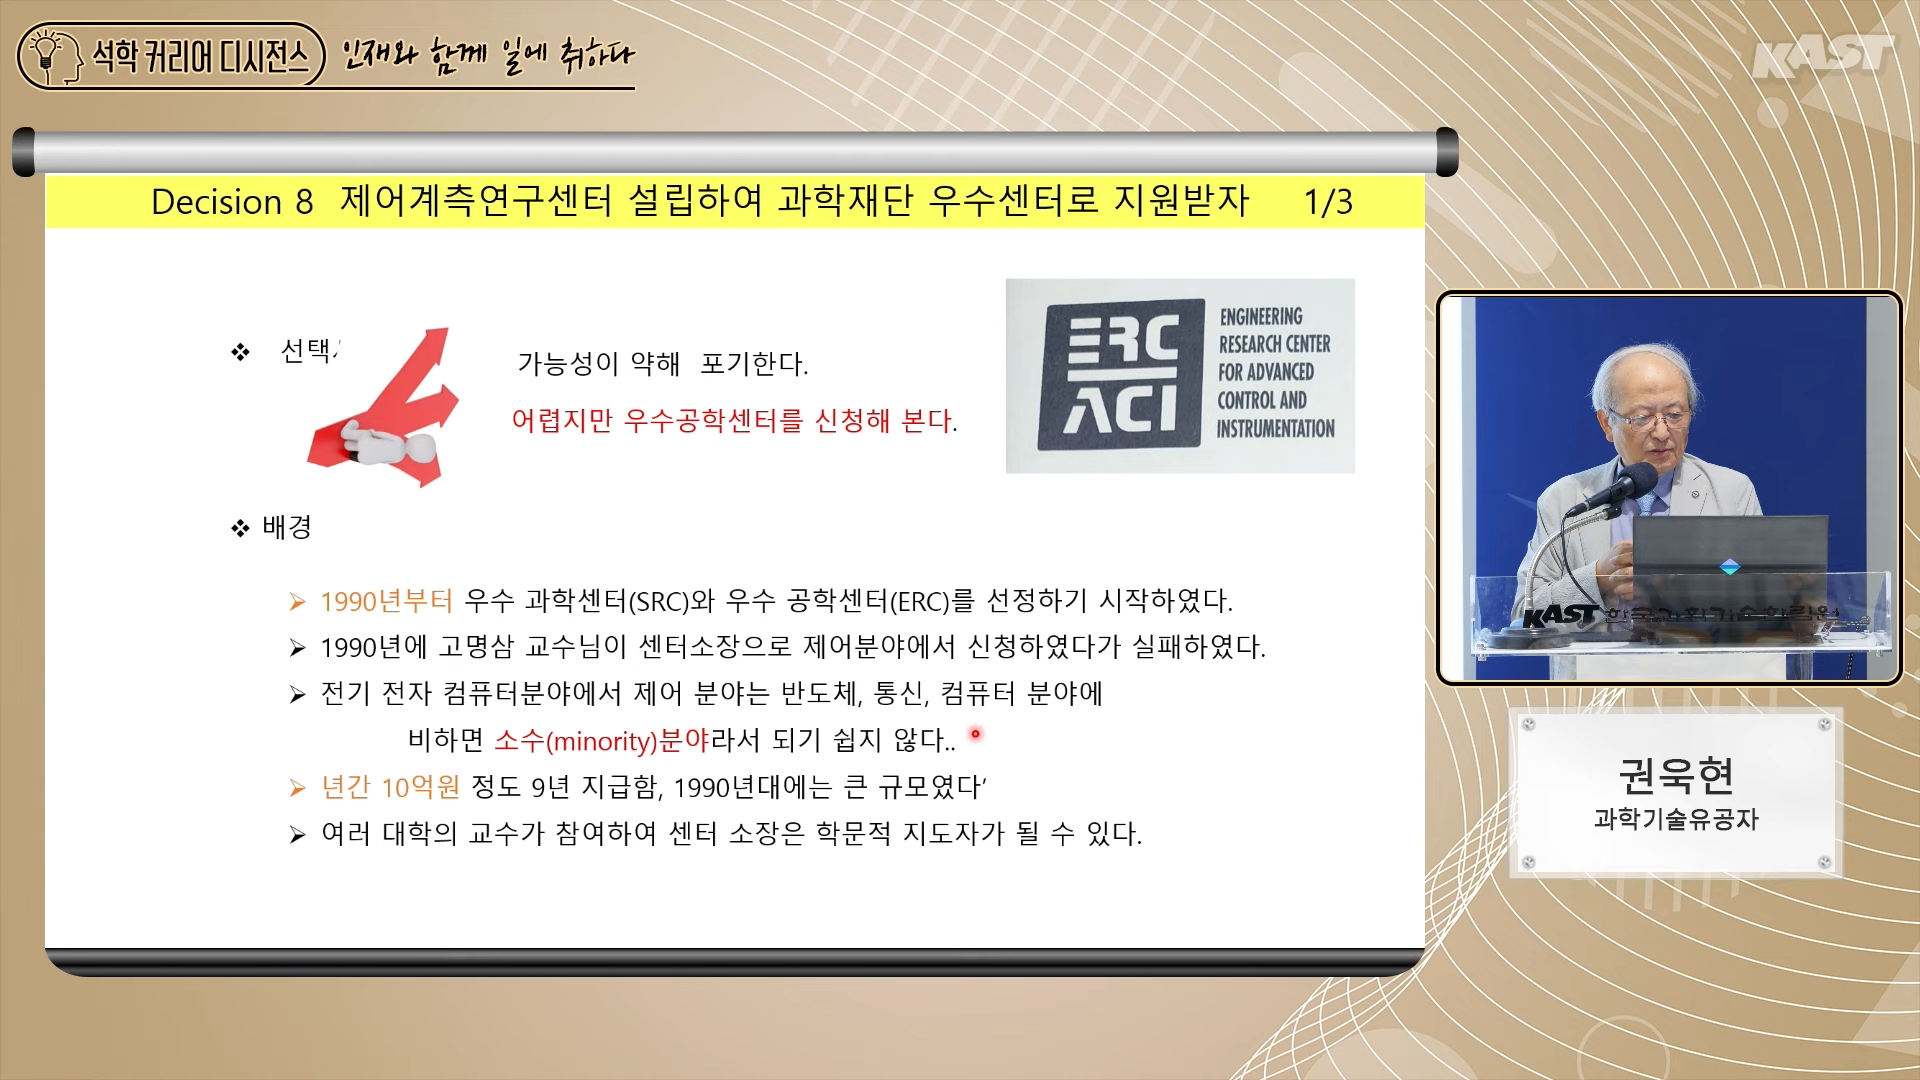 석학 커리어 디시전스 인재와 함께 일에 취하다
KAST
Decision 8 제어계측연구센터 설립하여 과학재단 우수센터로 지원받자 1/3
❖ 선택
가능성이 약해 포기한다.
어렵지만 우수공학센터를 신청해 본다.
ERC
ACI
ENGINEERING
RESEARCH CENTER
FOR ADVANCED
CONTROL AND
INSTRUMENTATION
❖ 배경
➢ 1990년부터 우수 과학센터(SRC)와 우수 공학센터(ERC)를 선정하기 시작하였다.
➢ 1990년에 고명삼 교수님이 센터소장으로 제어분야에서 신청하였다가 실패하였다.
➢ 전기 전자 컴퓨터분야에서 제어 분야는 반도체, 통신, 컴퓨터 분야에
비하면 소수(minority)분야라서 되기 쉽지 않다..
➢ 년간 10억원 정도 9년 지급함, 1990년대에는 큰 규모였다’
➢ 여러 대학의 교수가 참여하여 센터 소장은 학문적 지도자가 될 수 있다.
KAST 한국과학기술한림원
권욱현
과학기술유공자